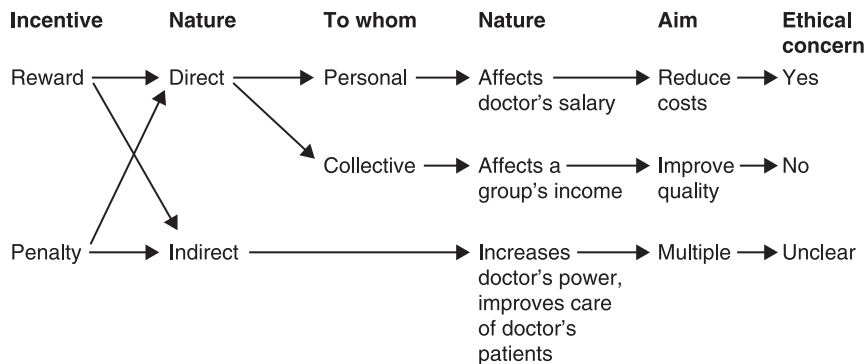 Incentive Nature To whom Nature Aim Ethical
concern
Reward Direct Personal Affects Reduce Yes
doctor's salary costs
Collective Affects a Improve No
group's income quality
Penalty Indirect Increases Multiple Unclear
doctor's power,
improves care
of doctor's
patients